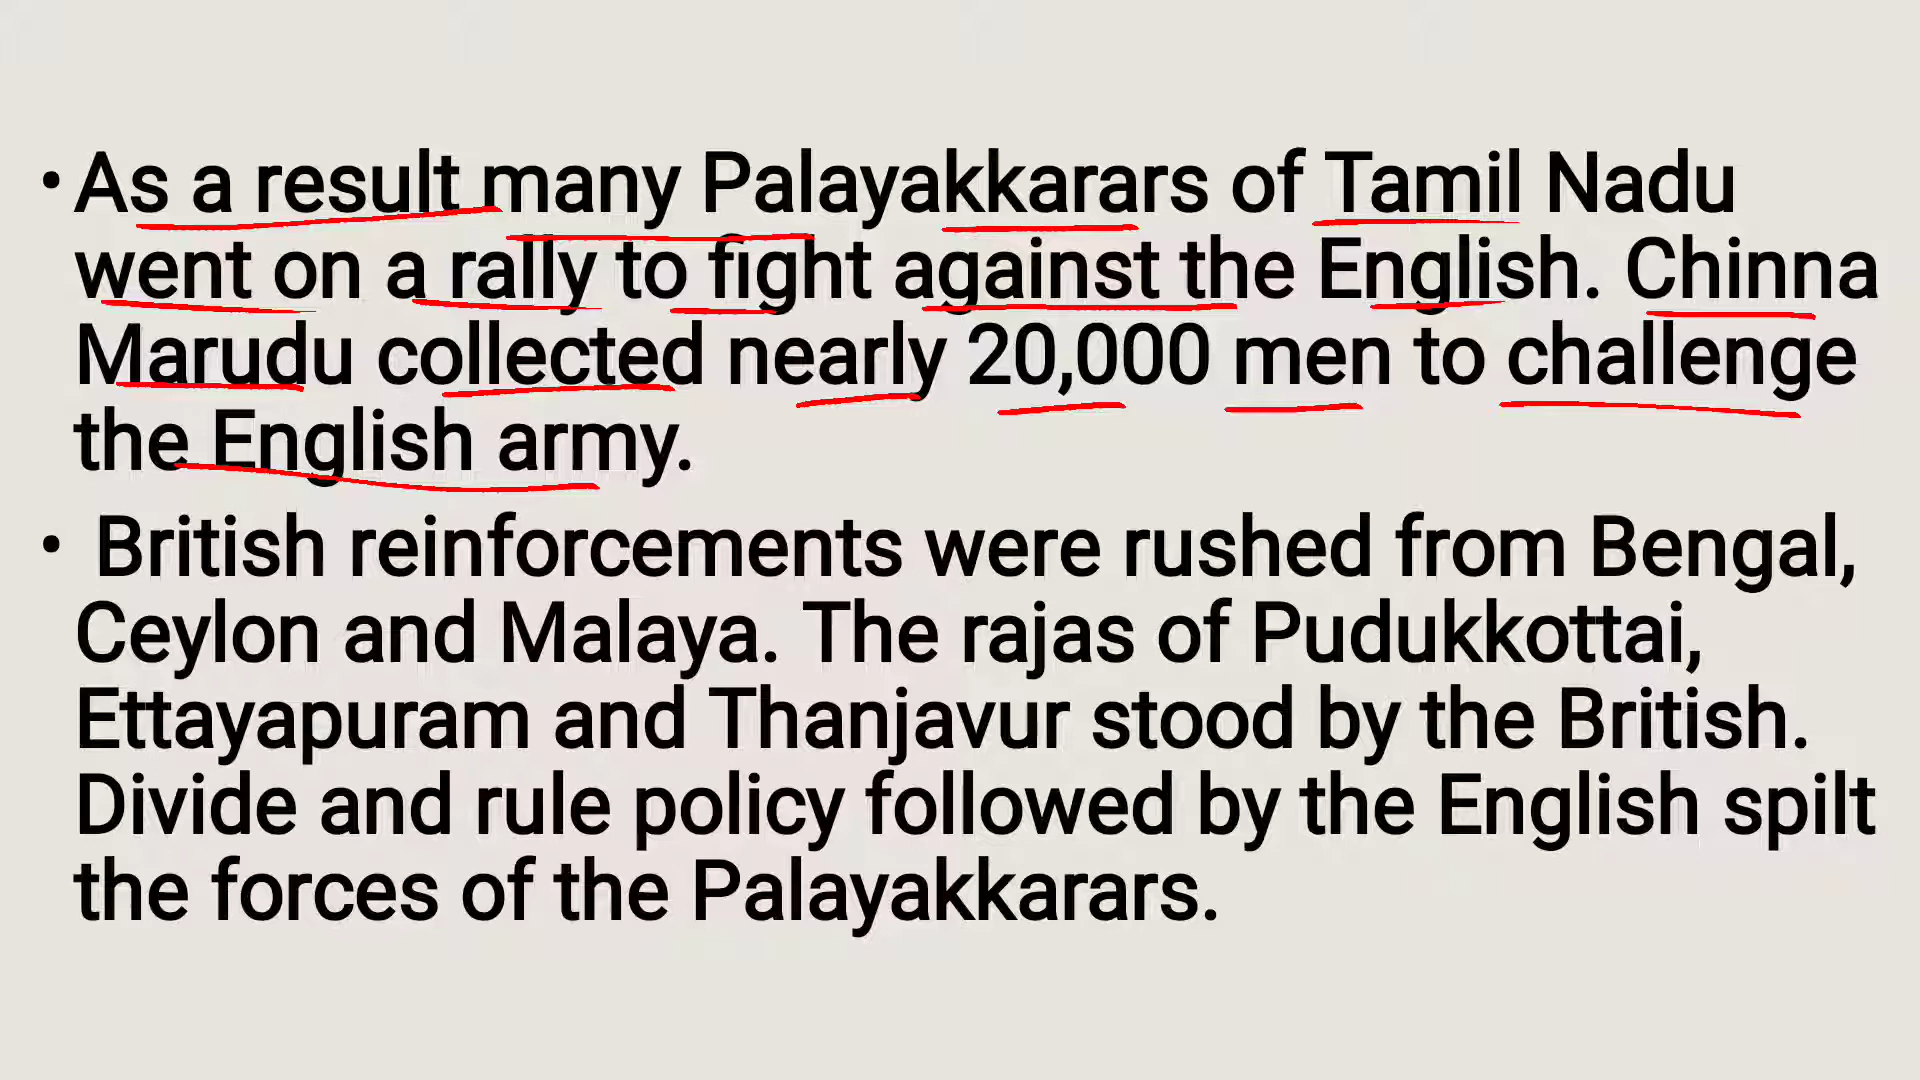 • As a result many Palayakkarars of Tamil Nadu
went on a rally to fight against the English. Chinna
Marudu collected nearly 20,000 men to challenge
the English army.
• British reinforcements were rushed from Bengal,
Ceylon and Malaya. The rajas of Pudukkottai,
Ettayapuram and Thanjavur stood by the British.
Divide and rule policy followed by the English spilt
the forces of the Palayakkarars.